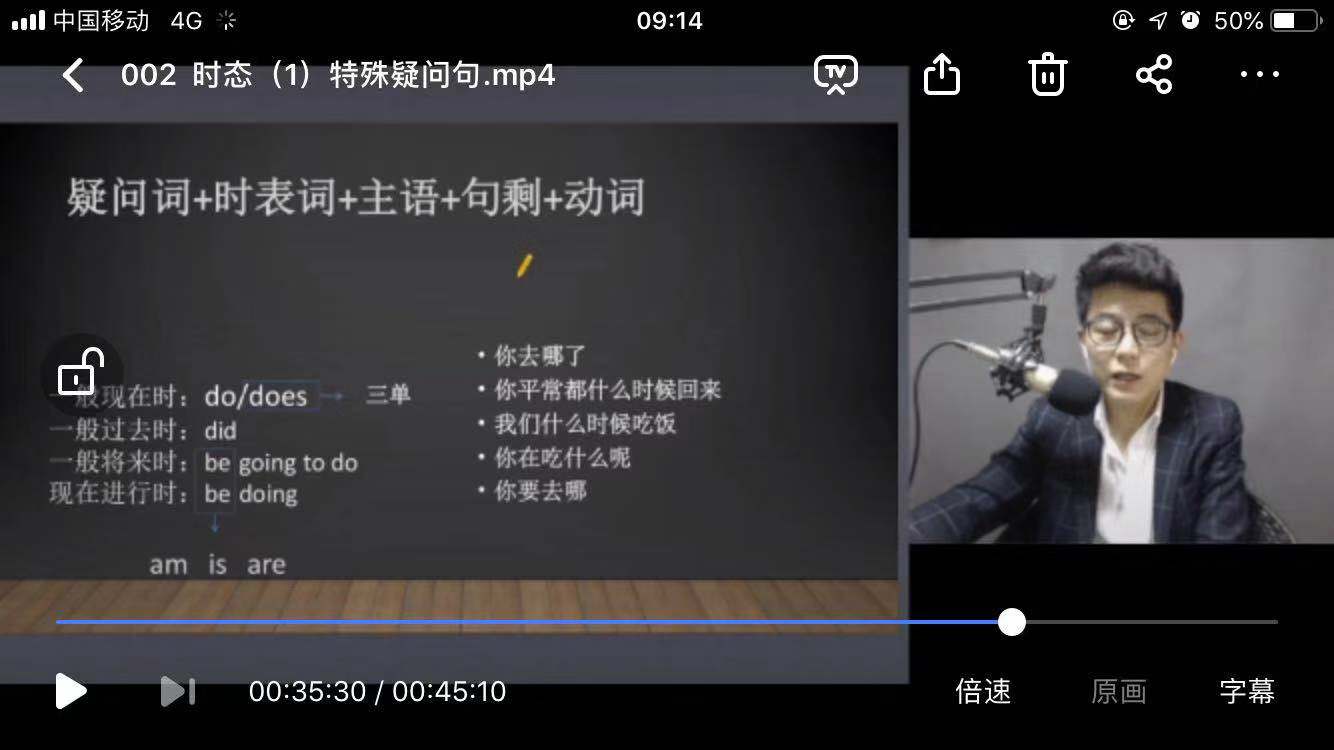 中国移动 4G 09:14 50%
002 时态（1）特殊疑问句.mp4
疑问词+时表词+主语+句剩+动词
一般现在时：do/does → 三单
一般过去时：did
一般将来时：be going to do
现在进行时：be doing
am is are
• 你去哪了
• 你平常都什么时候回来
• 我们什么时候吃饭
• 你在吃什么呢
• 你要去哪
00:35:30 / 00:45:10 倍速 原画 字幕